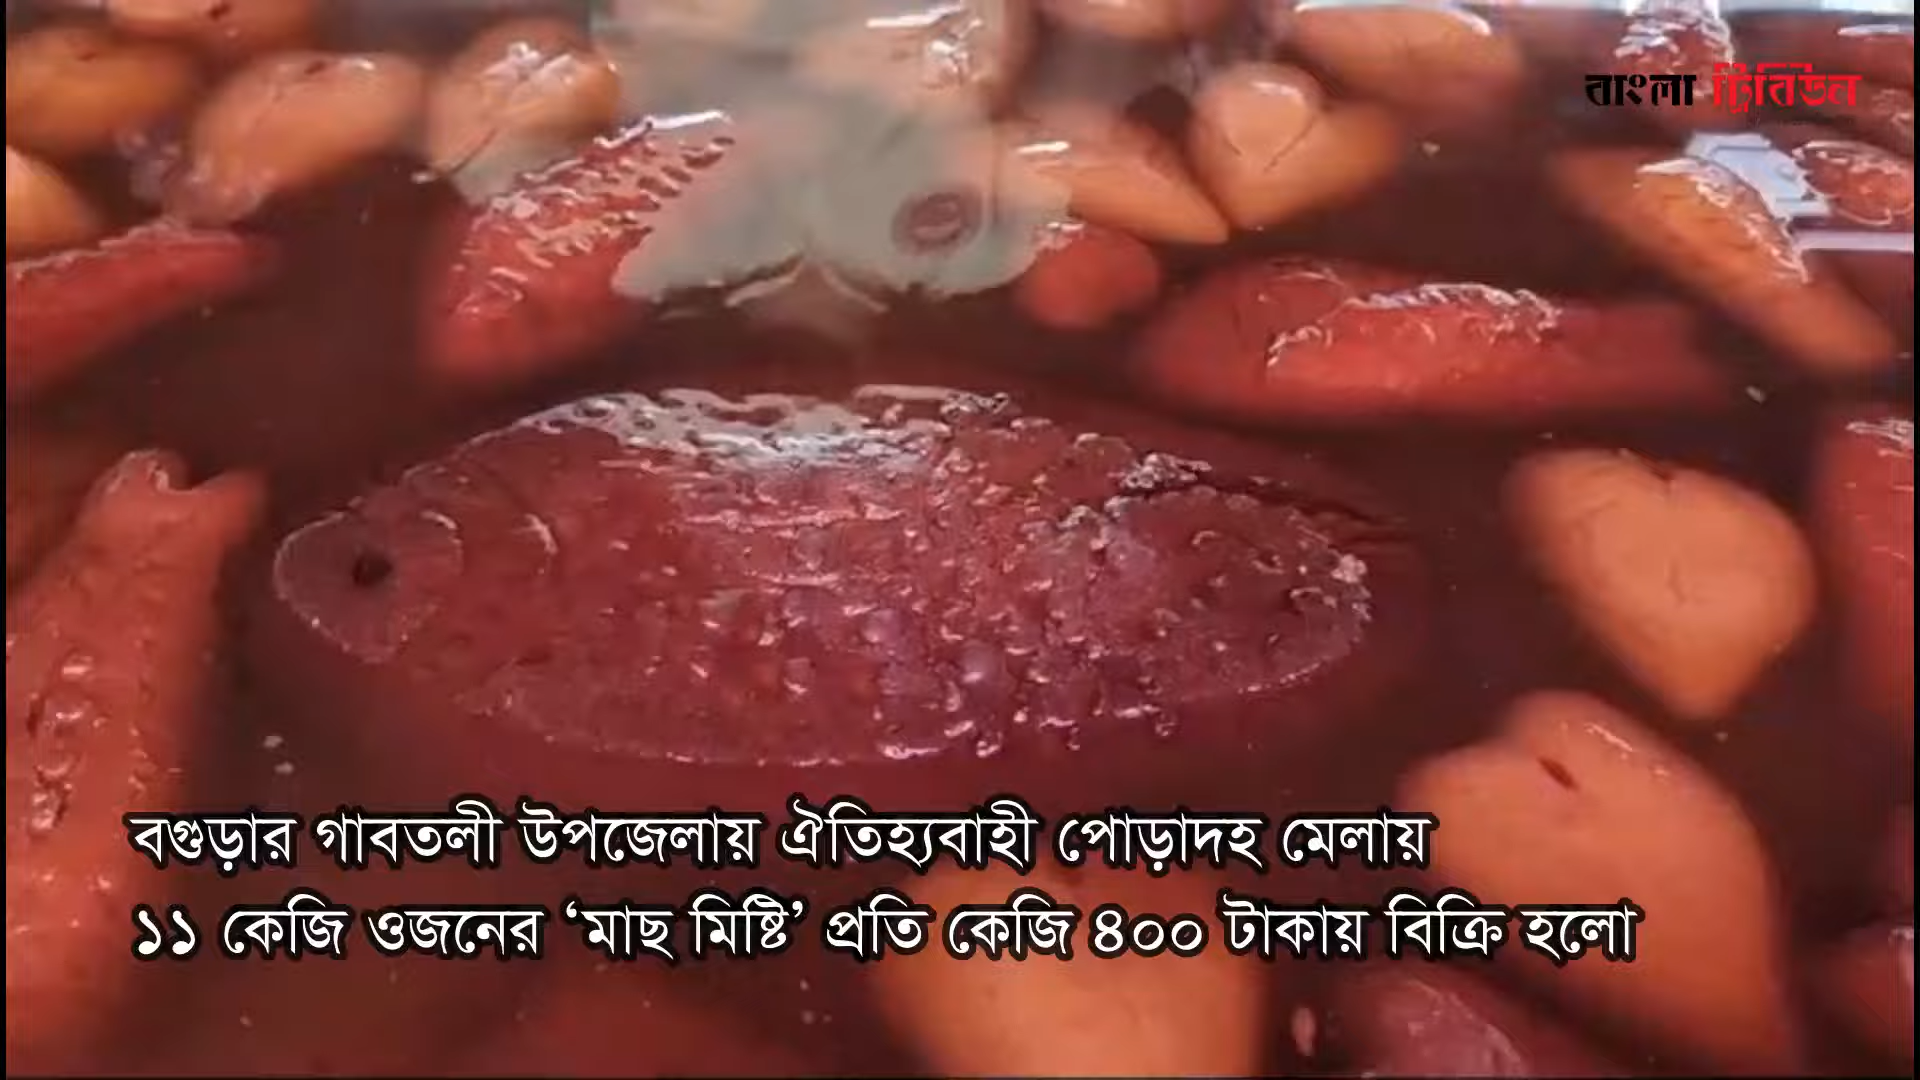 বাংলা ট্রিবিউন
বগুড়ার গাবতলী উপজেলায় ঐতিহ্যবাহী পোড়াদহ মেলায়
১১ কেজি ওজনের ‘মাছ মিষ্টি’ প্রতি কেজি ৪০০ টাকায় বিক্রি হলো